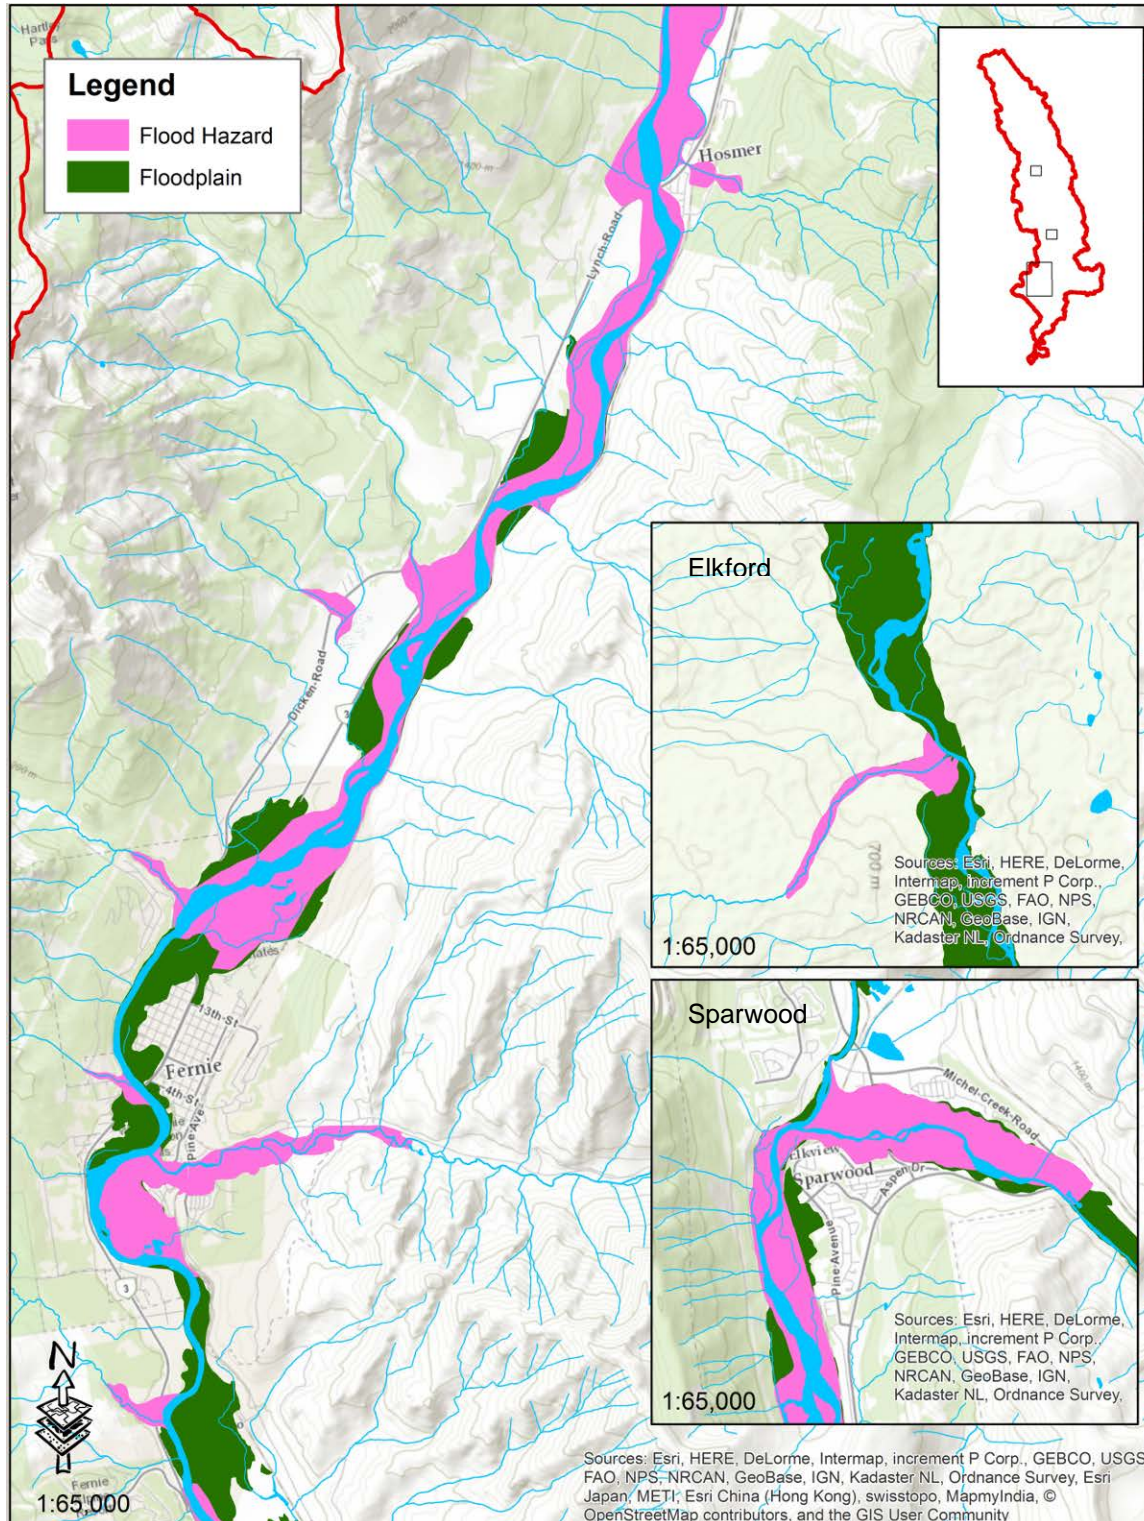 Hartley
Pass
Legend
Flood Hazard
Floodplain
Hosmer
Lynch-Road
Dicken-Road
3
13th-St
Fernie
4th-St
Pine-Ave
3
N
Fernie
1:65,000
Elkford
700 m
Sources: Esri, HERE, DeLorme,
Intermap, increment P Corp.,
GEBCO, USGS, FAO, NPS,
NRCAN, GeoBase, IGN,
Kadaster NL, Ordnance Survey,
1:65,000
Sparwood
Michel-Creek-Road
1400 m
Elkview
Sparwood
Aspen Dr
Pine-Avenue
Sources: Esri, HERE, DeLorme,
Intermap, increment P Corp.,
GEBCO, USGS, FAO, NPS,
NRCAN, GeoBase, IGN,
Kadaster NL, Ordnance Survey,
1:65,000
Sources: Esri, HERE, DeLorme, Intermap, increment P Corp., GEBCO, USGS
FAO, NPS, NRCAN, GeoBase, IGN, Kadaster NL, Ordnance Survey, Esri
Japan, METI, Esri China (Hong Kong), swisstopo, MapmyIndia, ©
OpenStreetMap contributors, and the GIS User Community